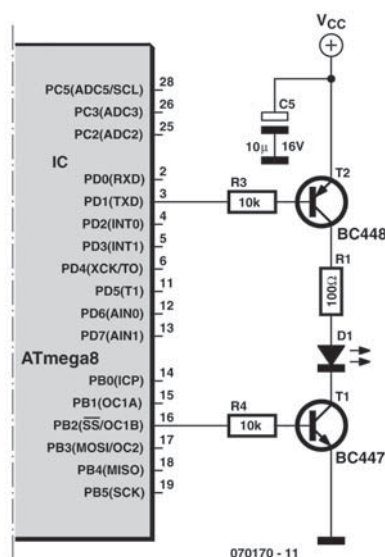 VCC
PC5(ADC5/SCL) 28
PC3(ADC3) 26
PC2(ADC2) 25
C5
10µ 16V
IC
PD0(RXD) 2
PD1(TXD) 3
PD2(INT0) 4
PD3(INT1) 5
PD4(XCK/TO) 6
PD5(T1) 11
PD6(AIN0) 12
PD7(AIN1) 13
R3
10k
T2
BC448
R1
100Ω
D1
ATmega8
PB0(ICP) 14
PB1(OC1A) 15
PB2(SS/OC1B) 16
PB3(MOSI/OC2) 17
PB4(MISO) 18
PB5(SCK) 19
R4
10k
T1
BC447
070170 - 11